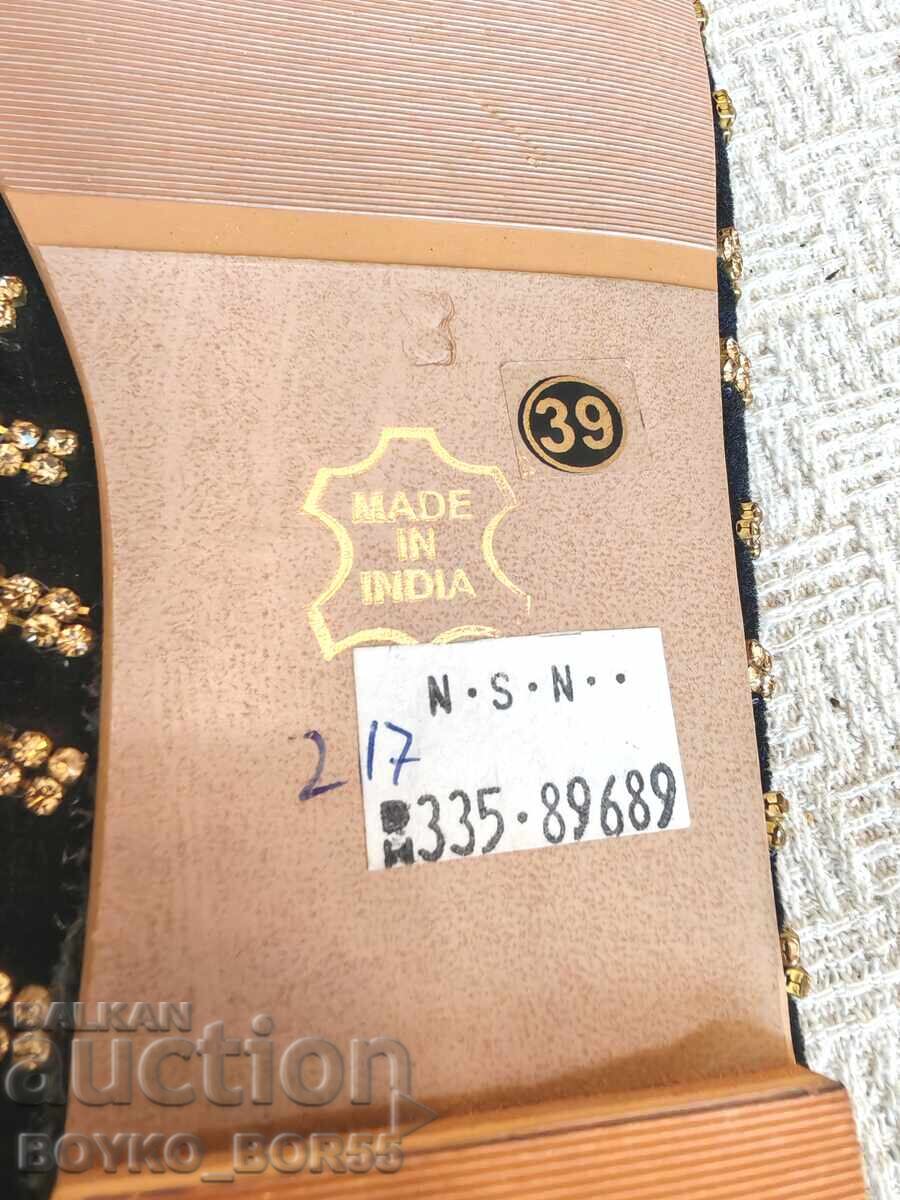 39
MADE
IN
INDIA
N·S·N··
217
335·89689
BALKAN
auction
BOYKO_BOR55